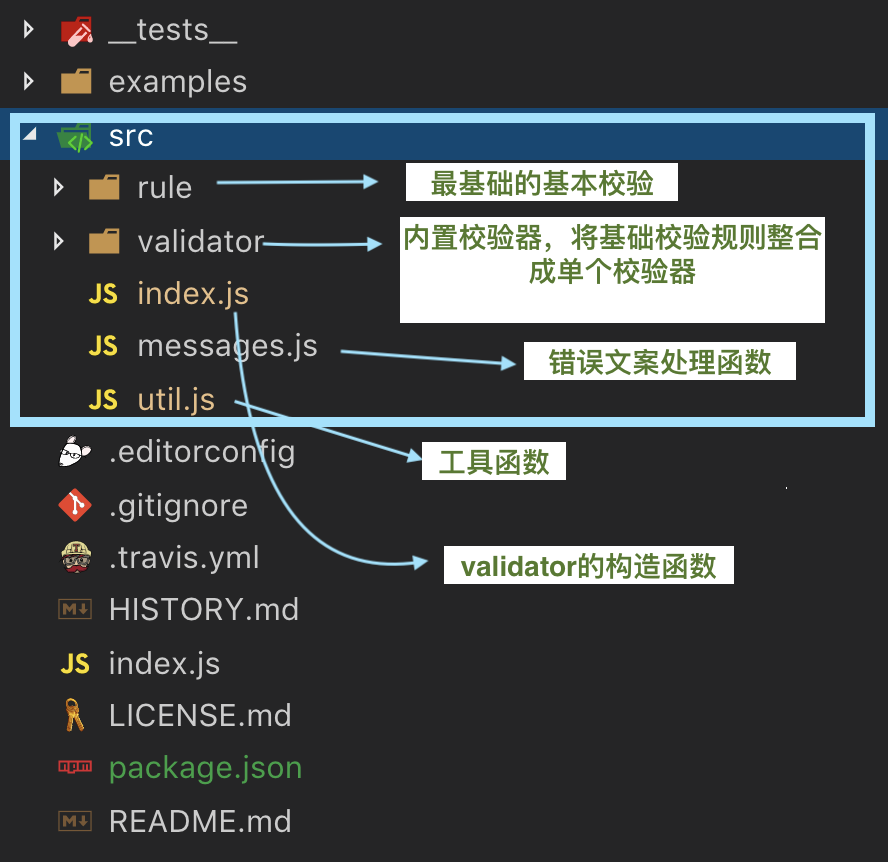 __tests__
examples
src
rule
最基础的基本校验
validator
内置校验器，将基础校验规则整合
成单个校验器
JS index.js
JS messages.js
错误文案处理函数
JS util.js
.editorconfig
工具函数
.gitignore
.travis.yml
validator的构造函数
M↓ HISTORY.md
JS index.js
LICENSE.md
npm package.json
M↓ README.md